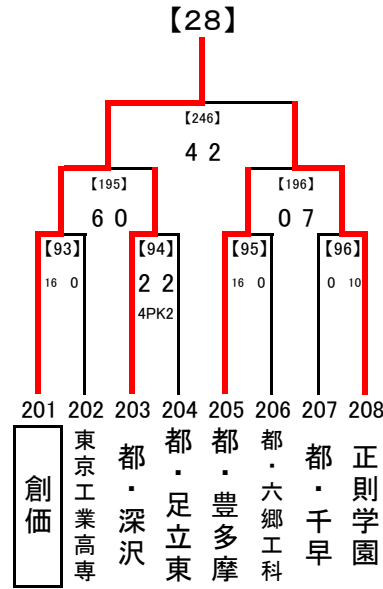 【28】
【246】
4 2
【195】
【196】
6 0
0 7
【93】
【94】
【95】
【96】
16 0
2 2
16 0
0 10
4PK2
201 202 203 204 205 206 207 208
創価
東京工業高専
都・深沢
都・足立東
都・豊多摩
都・六郷工科
都・千早
正則学園